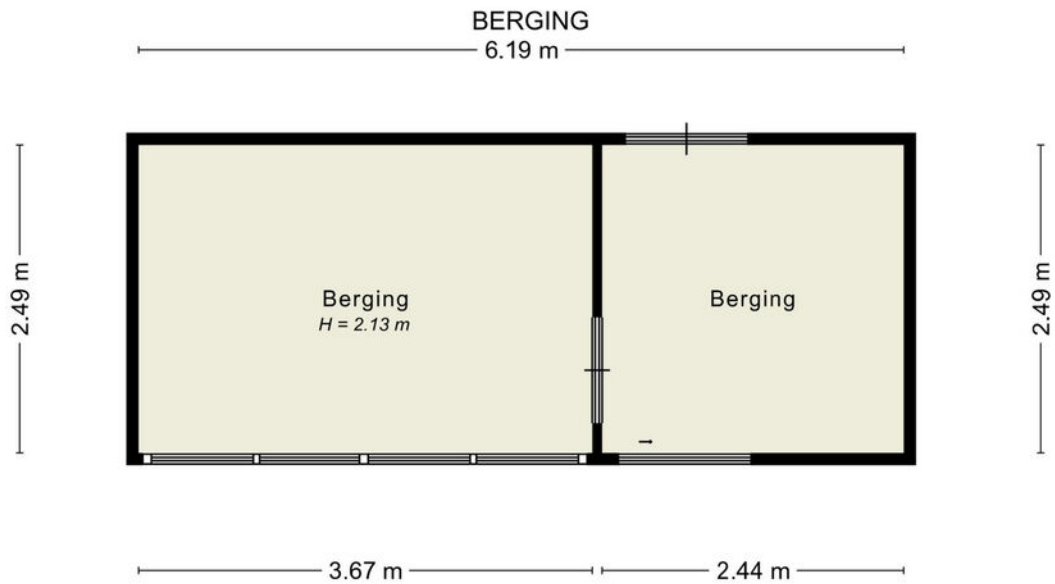 BERGING
6.19 m
2.49 m
Berging
H = 2.13 m
Berging
2.49 m
3.67 m
2.44 m